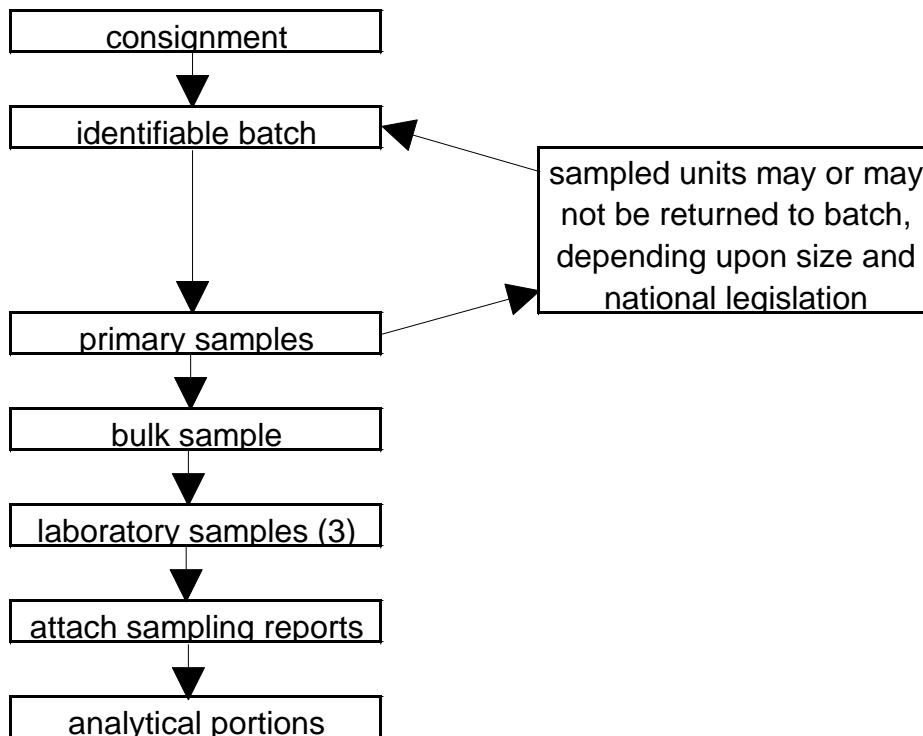 consignment
identifiable batch
sampled units may or may
not be returned to batch,
depending upon size and
national legislation
primary samples
bulk sample
laboratory samples (3)
attach sampling reports
analytical portions